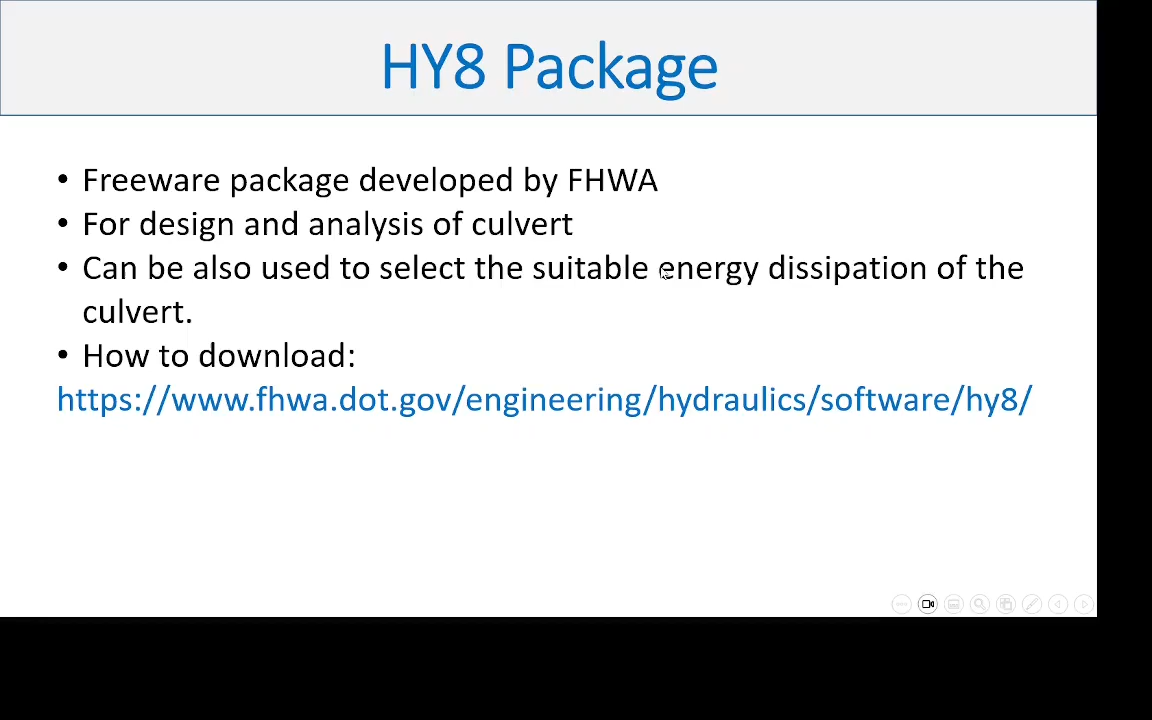 HY8 Package
• Freeware package developed by FHWA
• For design and analysis of culvert
• Can be also used to select the suitable energy dissipation of the
culvert.
• How to download:
https://www.fhwa.dot.gov/engineering/hydraulics/software/hy8/